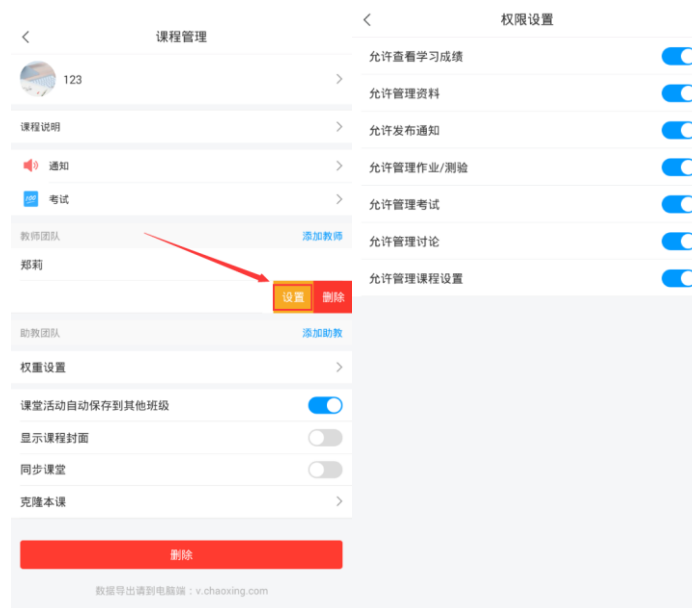 课程管理
123
课程说明
通知
考试
教师团队 添加教师
郑莉
设置 删除
助教团队 添加助教
权重设置
课堂活动自动保存到其他班级
显示课程封面
同步课堂
克隆本课
删除
数据导出请到电脑端：v.chaoxing.com
权限设置
允许查看学习成绩
允许管理资料
允许发布通知
允许管理作业/测验
允许管理考试
允许管理讨论
允许管理课程设置